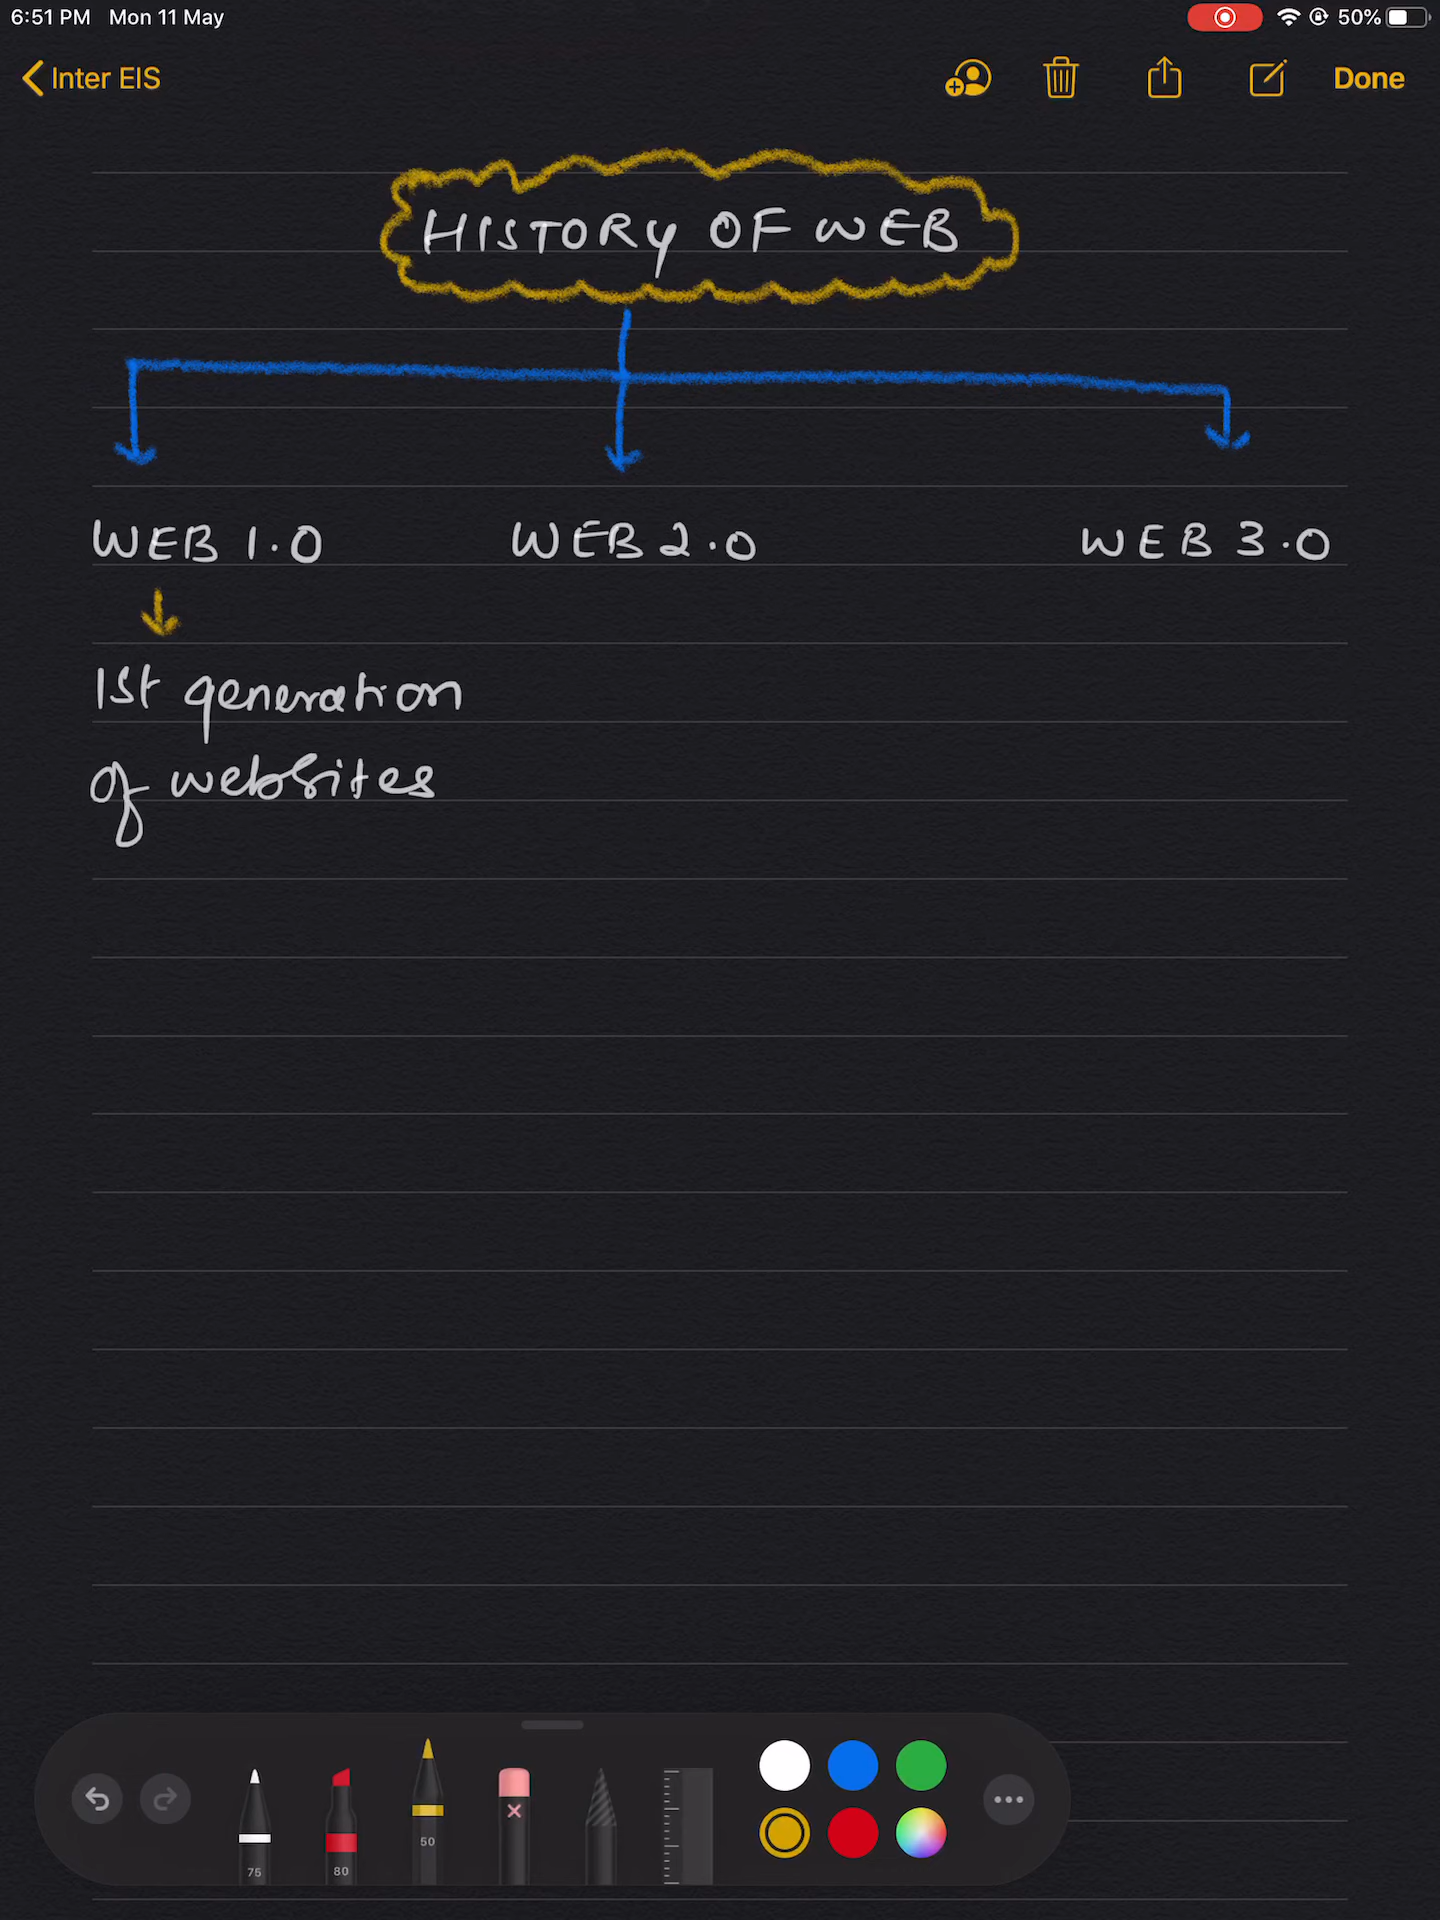 6:51 PM Mon 11 May 50%
Inter EIS Done
HISTORY OF WEB
WEB 1.0 WEB 2.0 WEB 3.0
1st generation
of websites
75 80 50